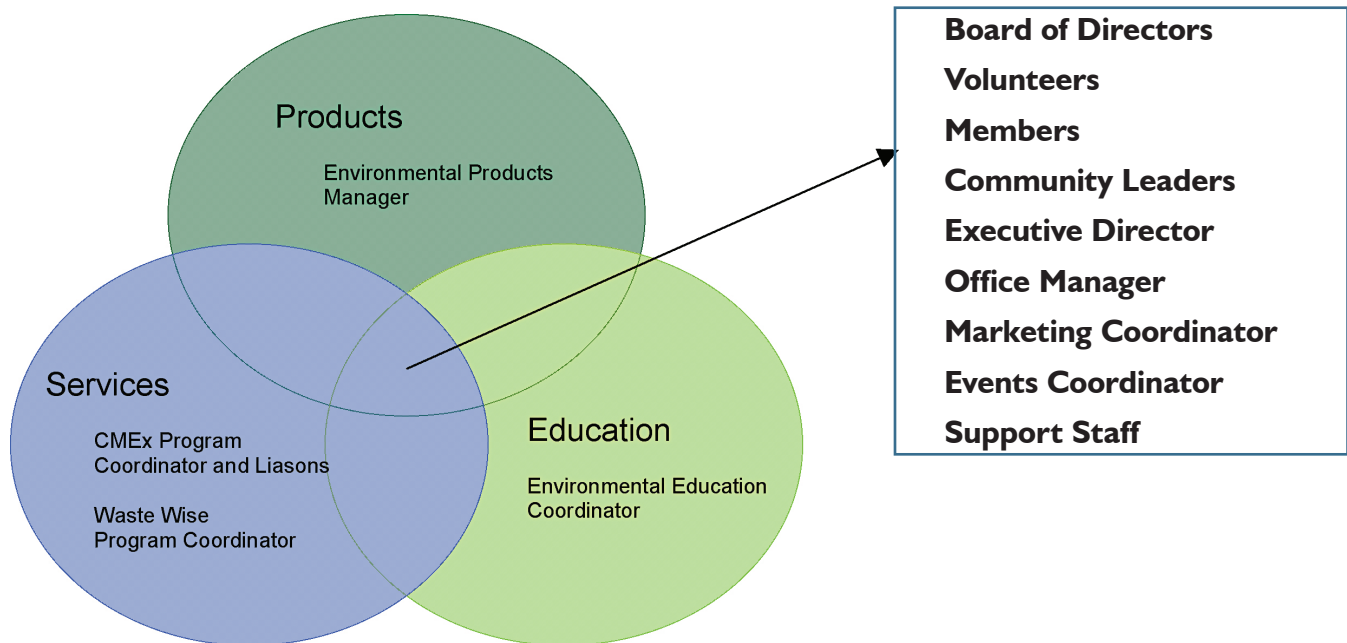 Products
Environmental Products
Manager
Services
CMEx Program
Coordinator and Liasons
Waste Wise
Program Coordinator
Education
Environmental Education
Coordinator
Board of Directors
Volunteers
Members
Community Leaders
Executive Director
Office Manager
Marketing Coordinator
Events Coordinator
Support Staff